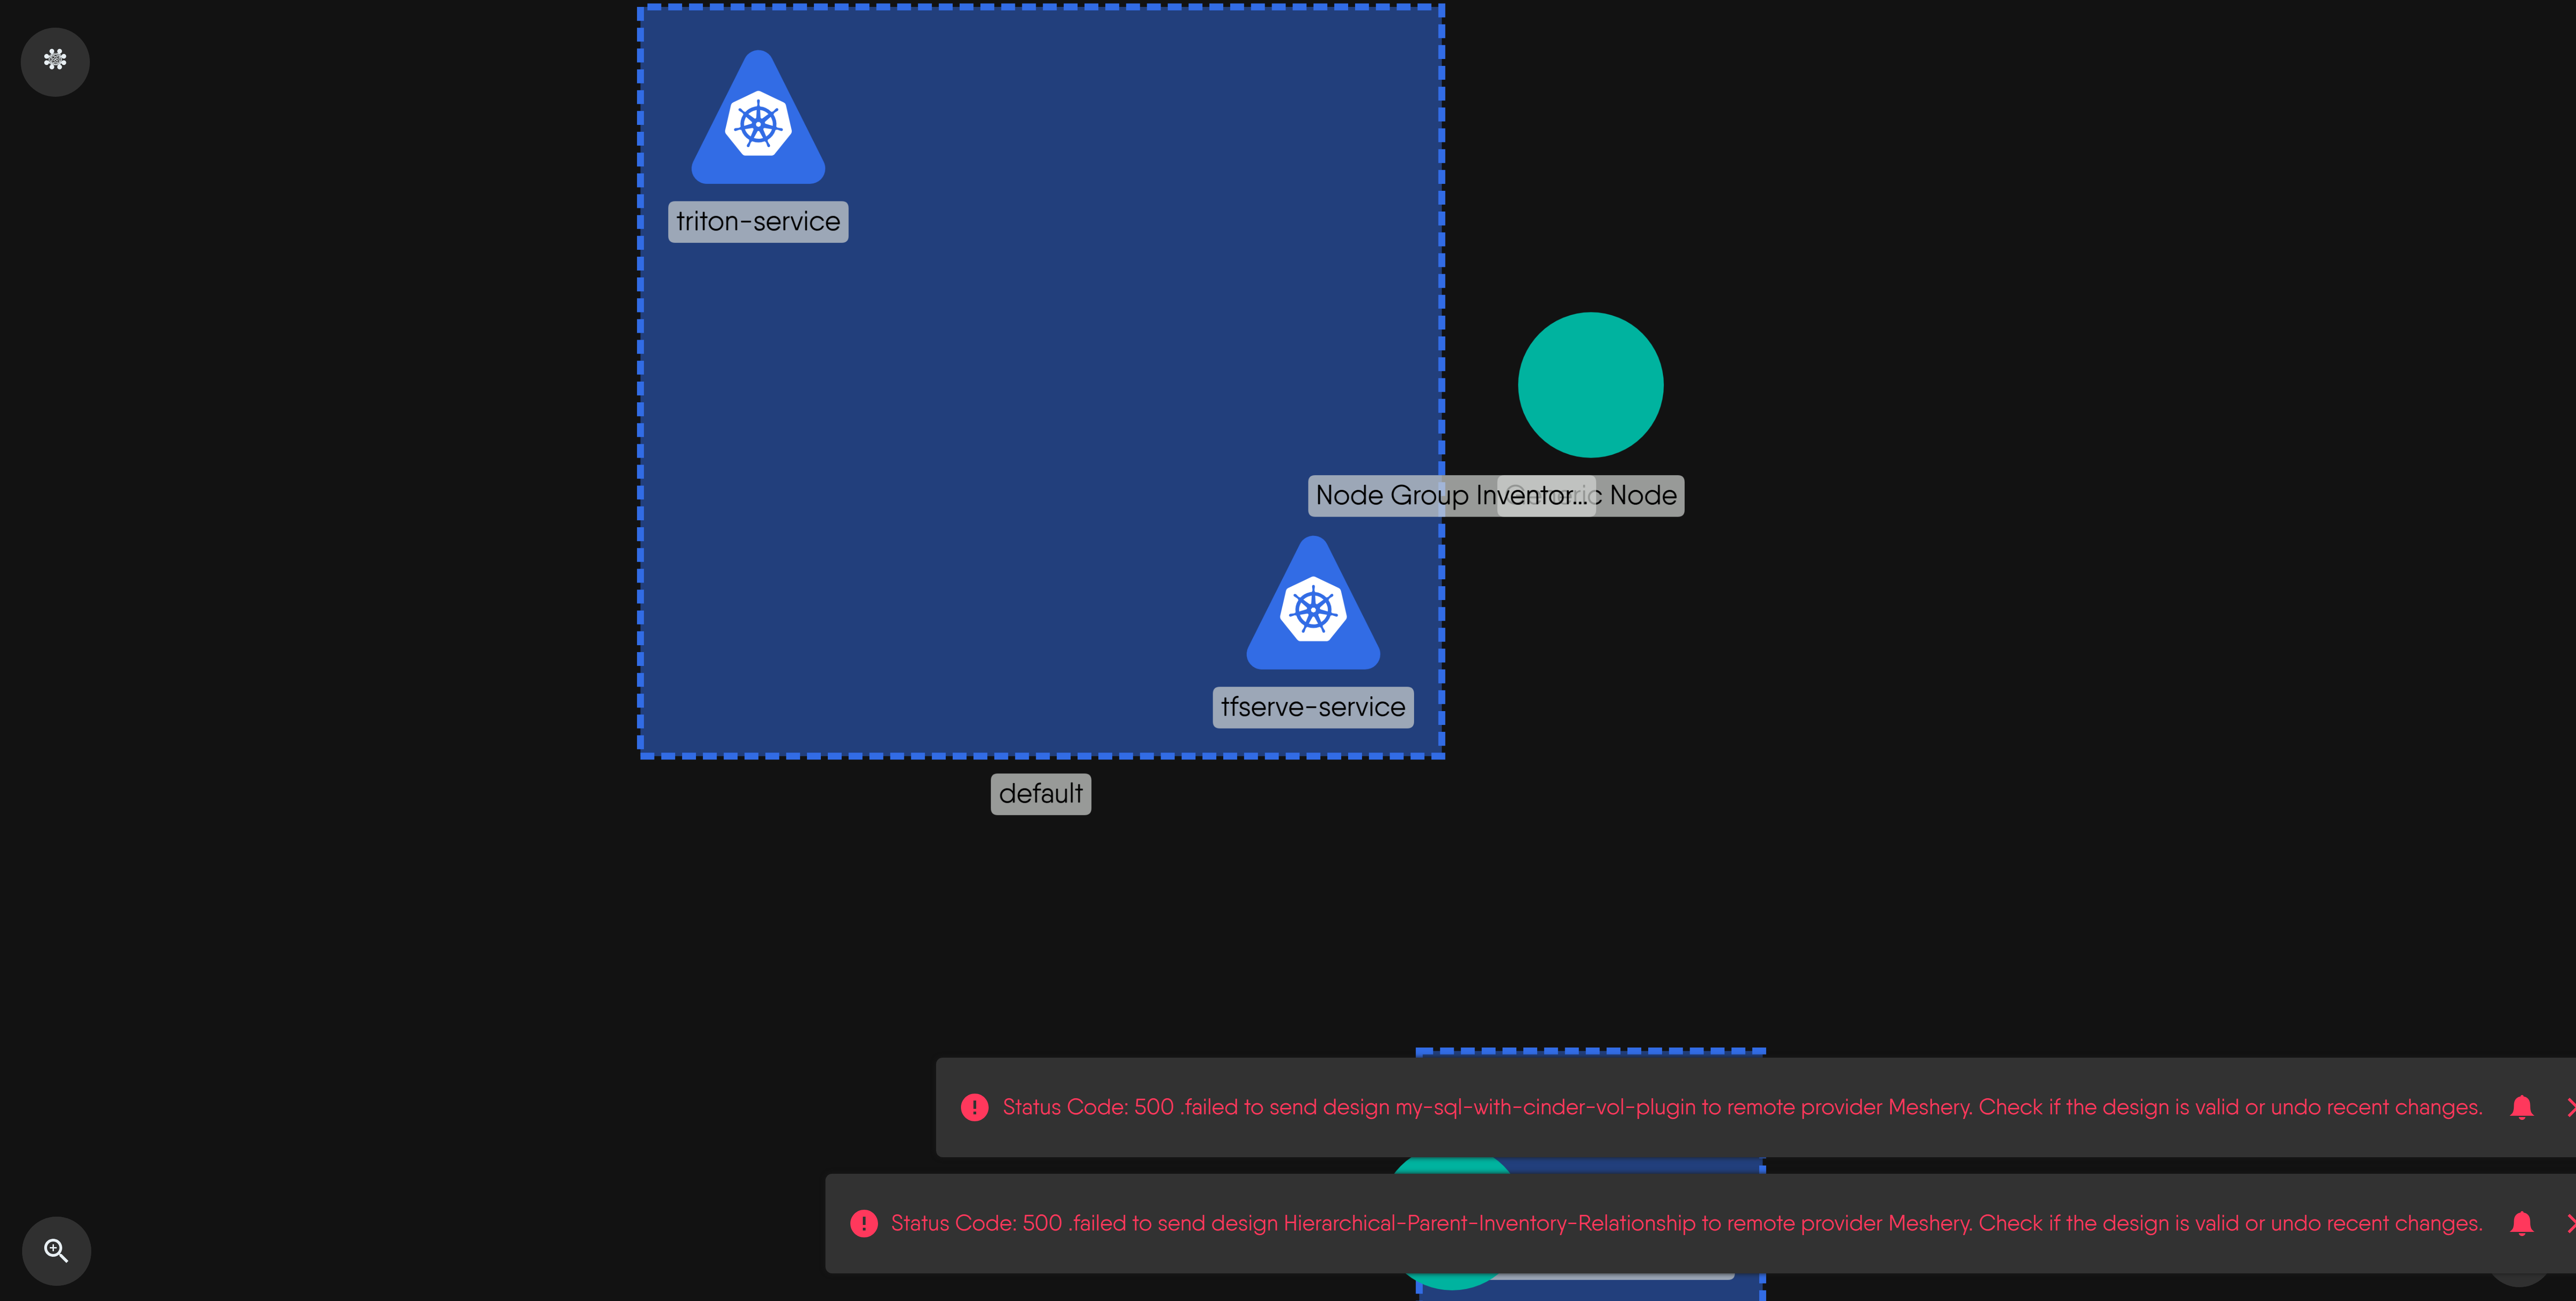 triton-service
Node Group Inventor...
Node
tfserve-service
default
Status Code: 500 .failed to send design my-sql-with-cinder-vol-plugin to remote provider Meshery. Check if the design is valid or undo recent changes.
Status Code: 500 .failed to send design Hierarchical-Parent-Inventory-Relationship to remote provider Meshery. Check if the design is valid or undo recent changes.